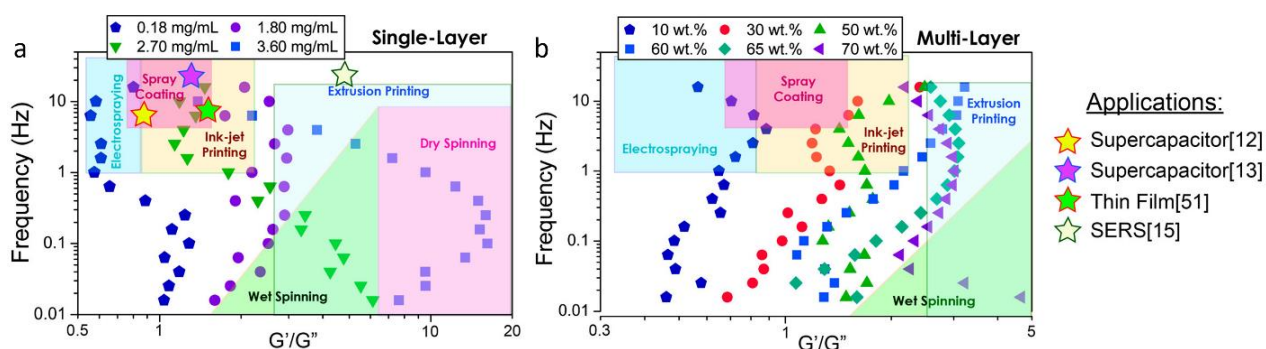 a
0.18 mg/mL 1.80 mg/mL
2.70 mg/mL 3.60 mg/mL
Single-Layer
Electrospraying
Spray
Coating
Ink-jet
Printing
Extrusion Printing
Dry Spinning
Wet Spinning
Frequency (Hz)
10
1
0.1
0.01
0.5 1 10 20
G'/G"
b
10 wt.% 30 wt.% 50 wt.%
60 wt.% 65 wt.% 70 wt.%
Multi-Layer
Spray
Coating
Electrospraying
Ink-jet
Printing
Extrusion
Printing
Wet Spinning
Frequency (Hz)
10
1
0.1
0.01
0.3 1 5
G'/G"
Applications:
Supercapacitor[12]
Supercapacitor[13]
Thin Film[51]
SERS[15]